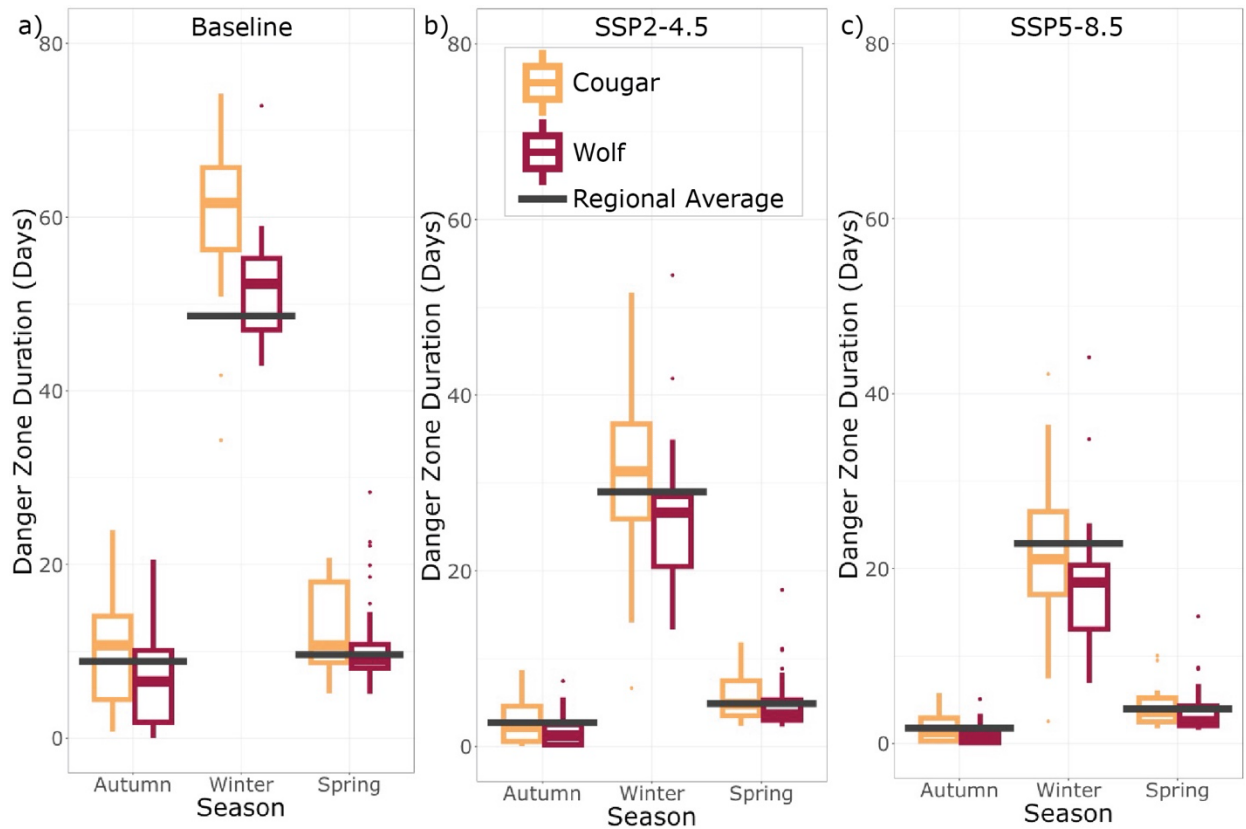 a)
Baseline
Danger Zone Duration (Days)
80
60
40
20
0
Autumn
Winter
Spring
Season
b)
SSP2-4.5
Cougar
Wolf
Regional Average
Danger Zone Duration (Days)
80
60
40
20
0
Autumn
Winter
Spring
Season
c)
SSP5-8.5
Danger Zone Duration (Days)
80
60
40
20
0
Autumn
Winter
Spring
Season